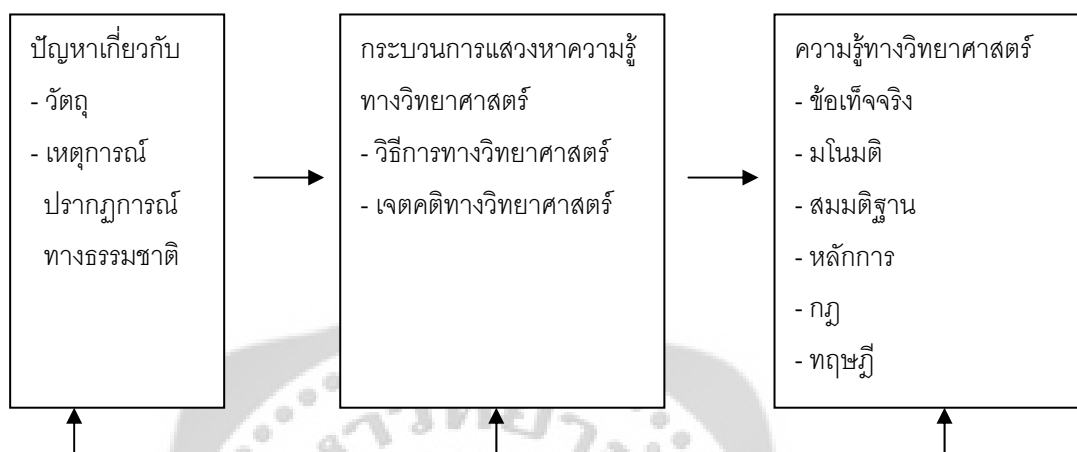 ปัญหาเกี่ยวกับ
- วัตถุ
- เหตุการณ์
ปรากฏการณ์
ทางธรรมชาติ
กระบวนการแสวงหาความรู้
ทางวิทยาศาสตร์
- วิธีการทางวิทยาศาสตร์
- เจตคติทางวิทยาศาสตร์
ความรู้ทางวิทยาศาสตร์
- ข้อเท็จจริง
- มโนมติ
- สมมติฐาน
- หลักการ
- กฎ
- ทฤษฎี